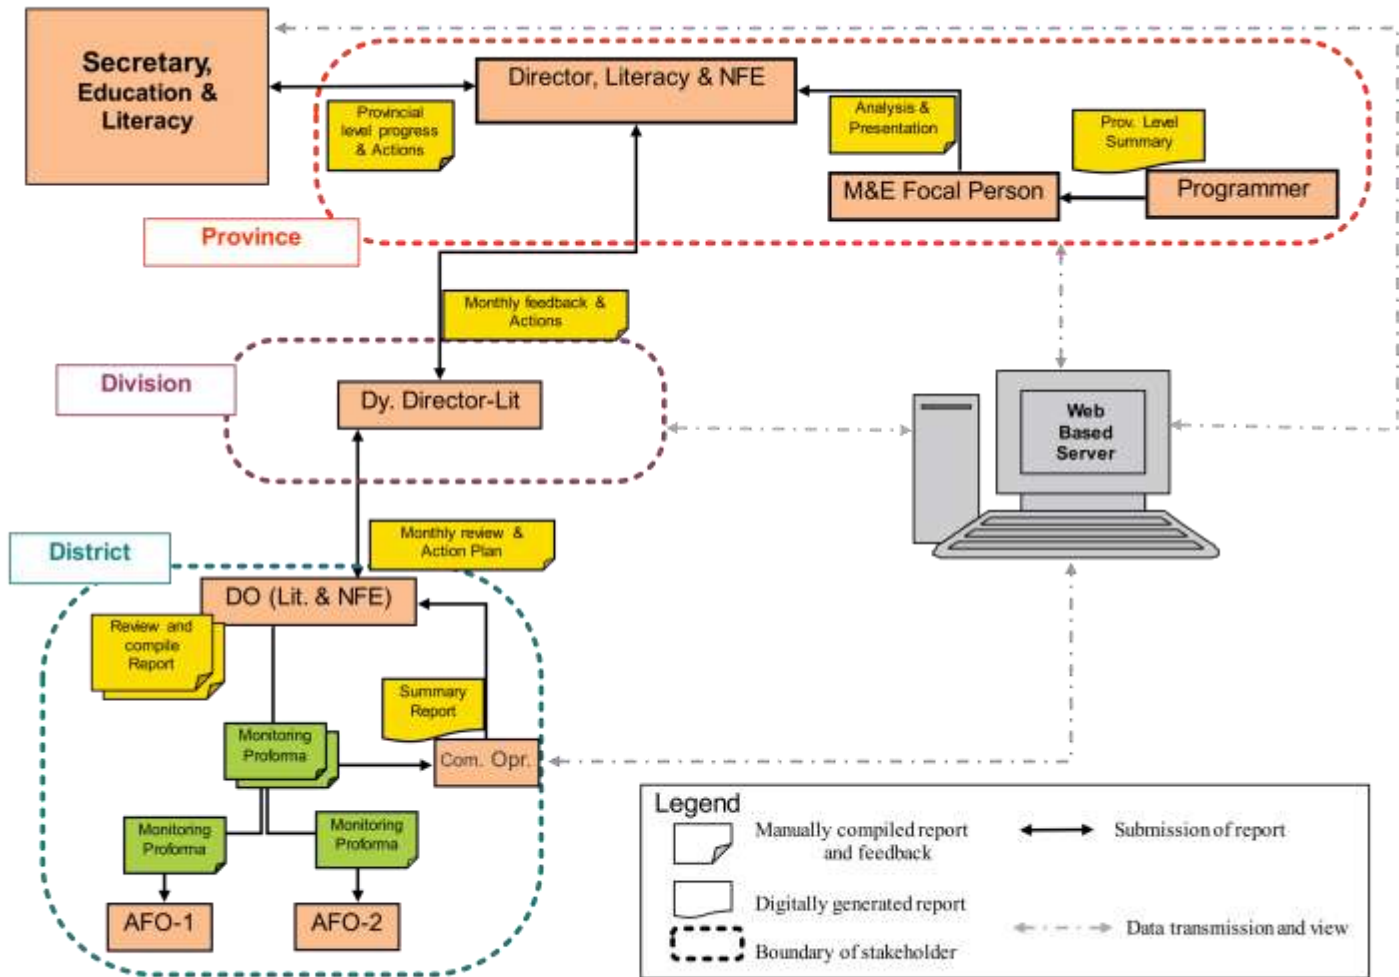 Secretary,
Education &
Literacy
Director, Literacy & NFE
Provincial
level progress
& Actions
Analysis &
Presentation
Prov. Level
Summary
M&E Focal Person
Programmer
Province
Monthly feedback &
Actions
Division
Dy. Director-Lit
Web
Based
Server
Monthly review &
Action Plan
District
DO (Lit. & NFE)
Review and
compile
Report
Summary
Report
Monitoring
Proforma
Com. Opr.
Monitoring
Proforma
Monitoring
Proforma
AFO-1
AFO-2
Legend
Manually compiled report
and feedback
Submission of report
Digitally generated report
Data transmission and view
Boundary of stakeholder